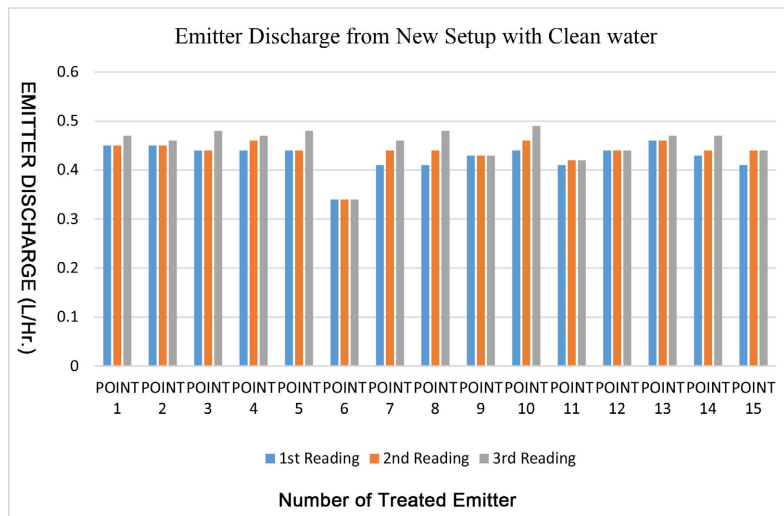 Emitter Discharge from New Setup with Clean water
EMITTER DISCHARGE (L/Hr.)
0.6
0.5
0.4
0.3
0.2
0.1
0
POINT POINT POINT POINT POINT POINT POINT POINT POINT POINT POINT POINT POINT POINT POINT
1 2 3 4 5 6 7 8 9 10 11 12 13 14 15
1st Reading 2nd Reading 3rd Reading
Number of Treated Emitter